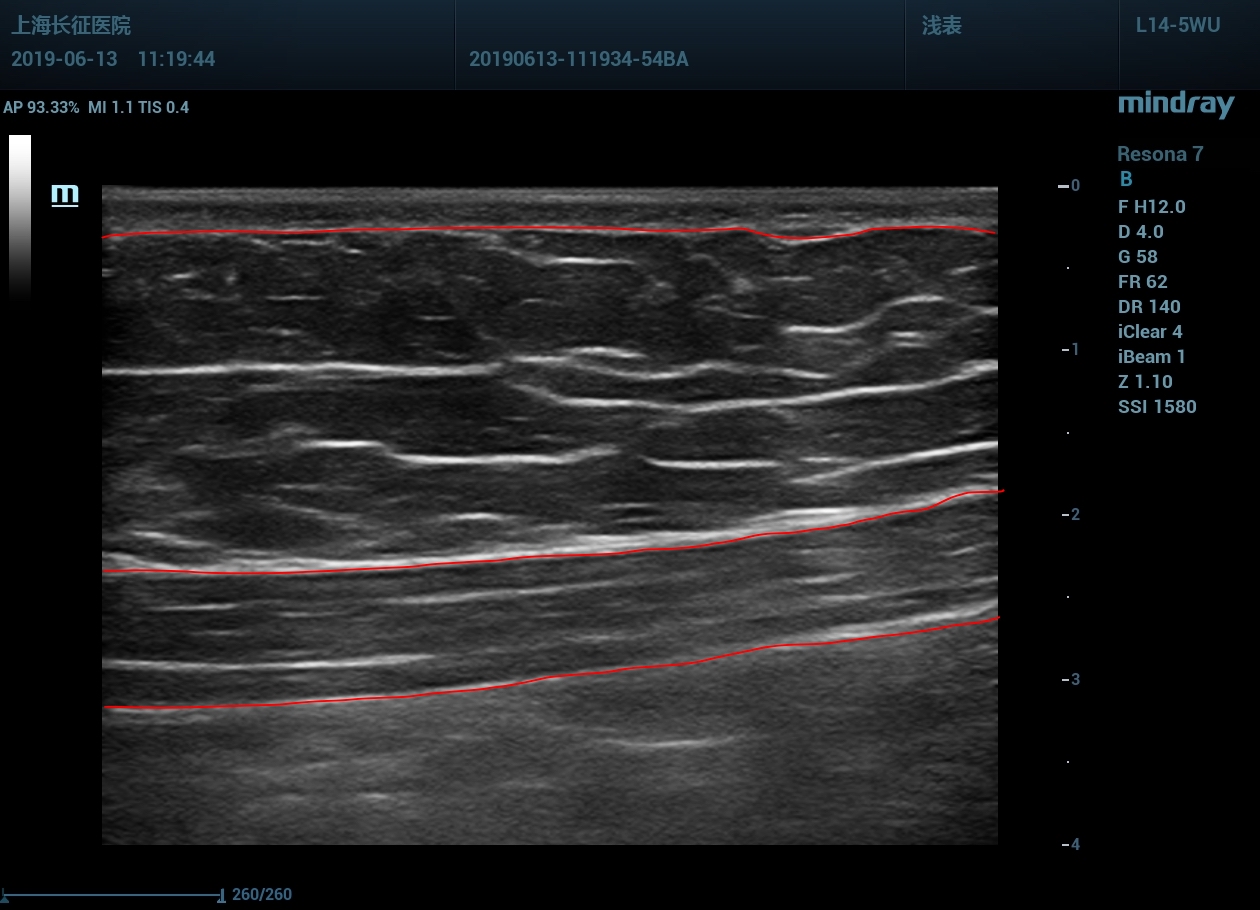 上海长征医院
浅表
L14-5WU
2019-06-13 11:19:44
20190613-111934-54BA
AP 93.33% MI 1.1 TIS 0.4
mindray
m
Resona 7
B
F H12.0
D 4.0
G 58
FR 62
DR 140
iClear 4
iBeam 1
Z 1.10
SSI 1580
0
1
2
3
4
260/260